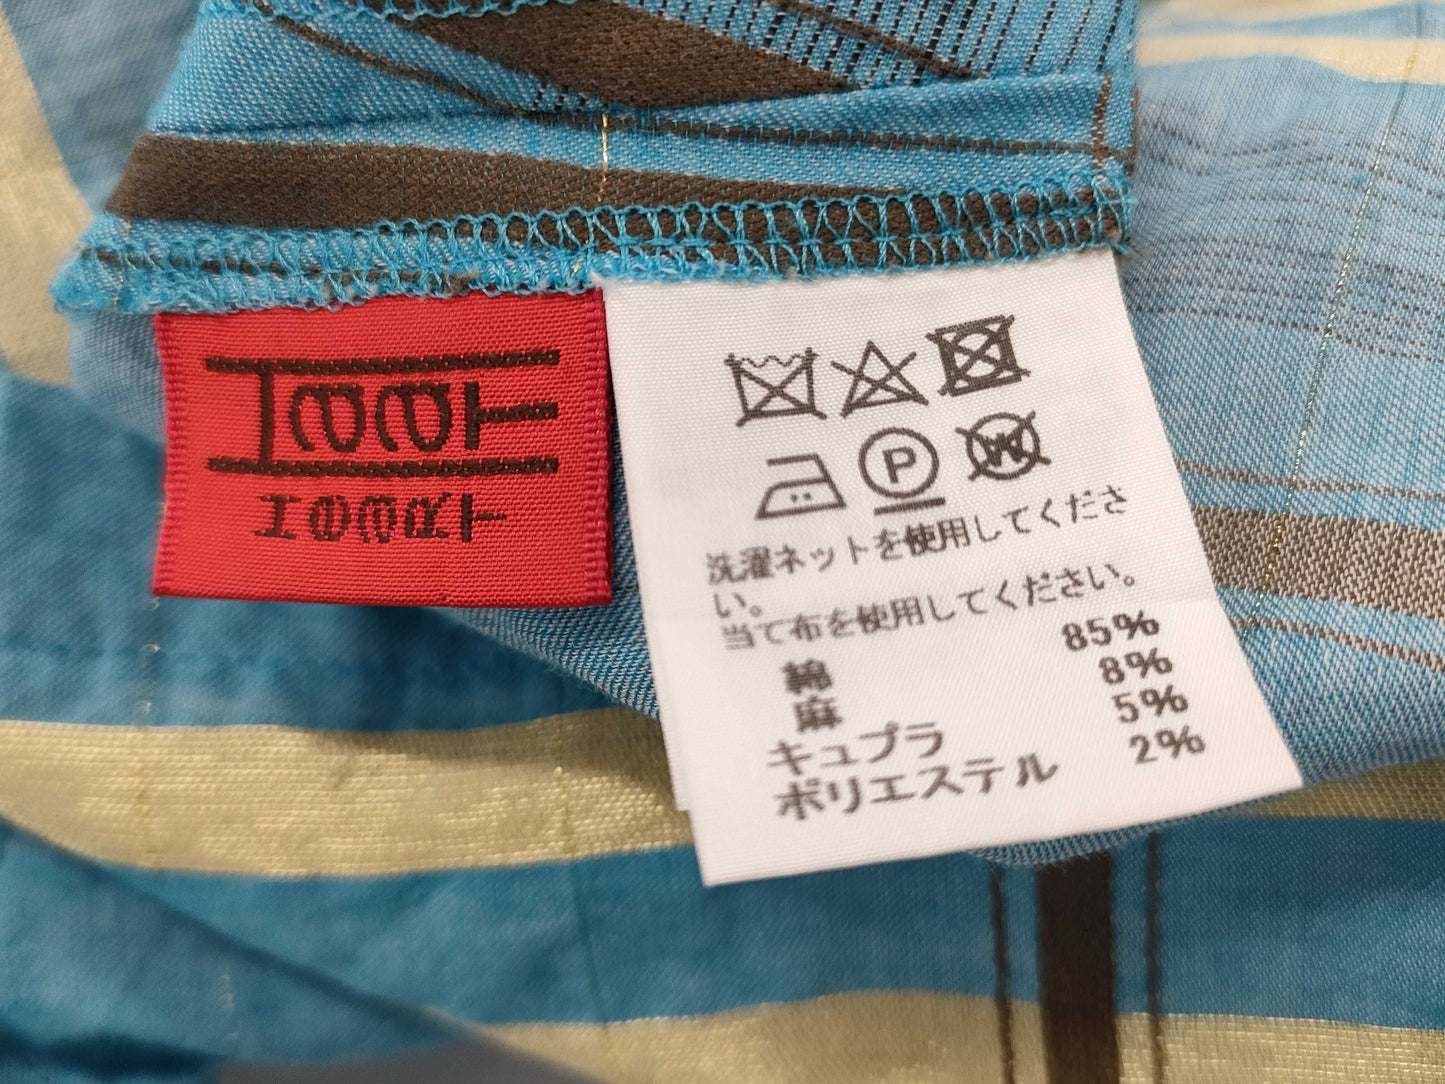 P
W
洗濯ネットを使用してくださ
い。
当て布を使用してください。
綿 85%
麻 8%
キュプラ 5%
ポリエステル 2%